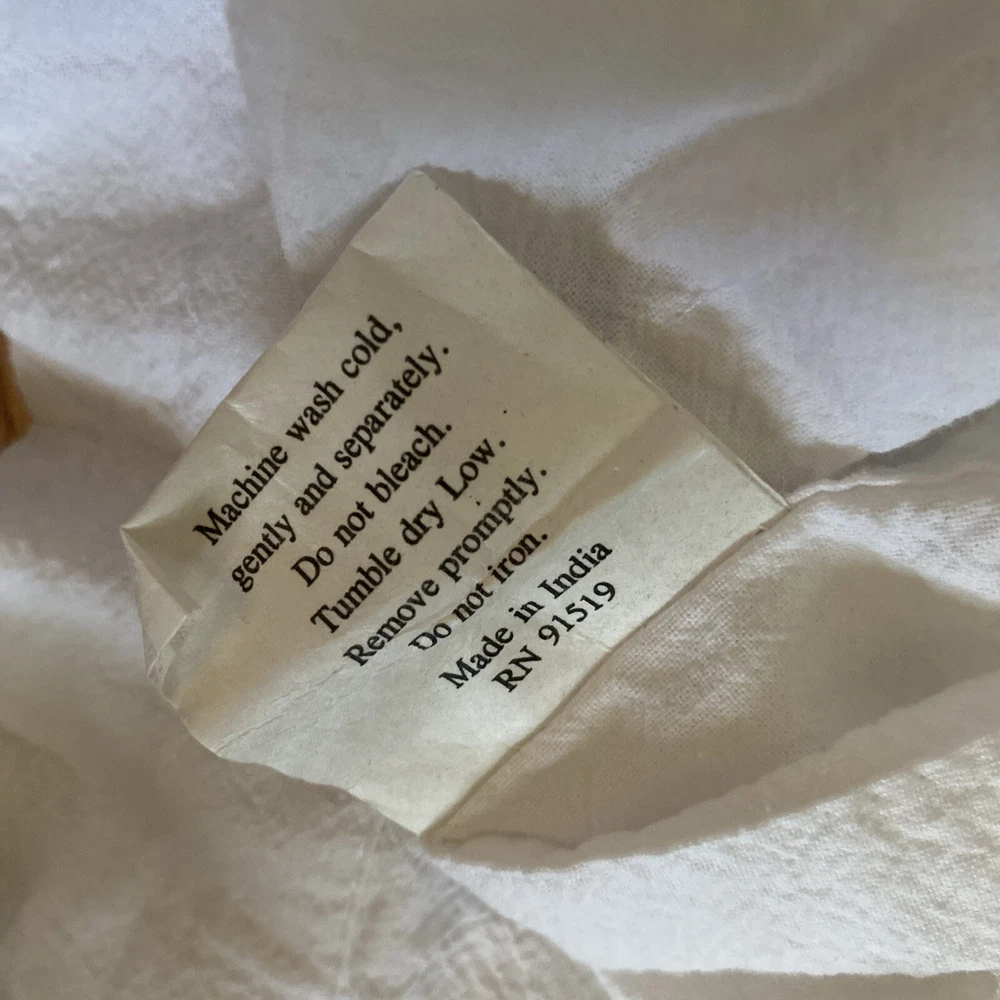 Machine wash cold,
gently and separately.
Do not bleach.
Tumble dry Low.
Remove promptly.
Do not iron.
Made in India
RN 91519